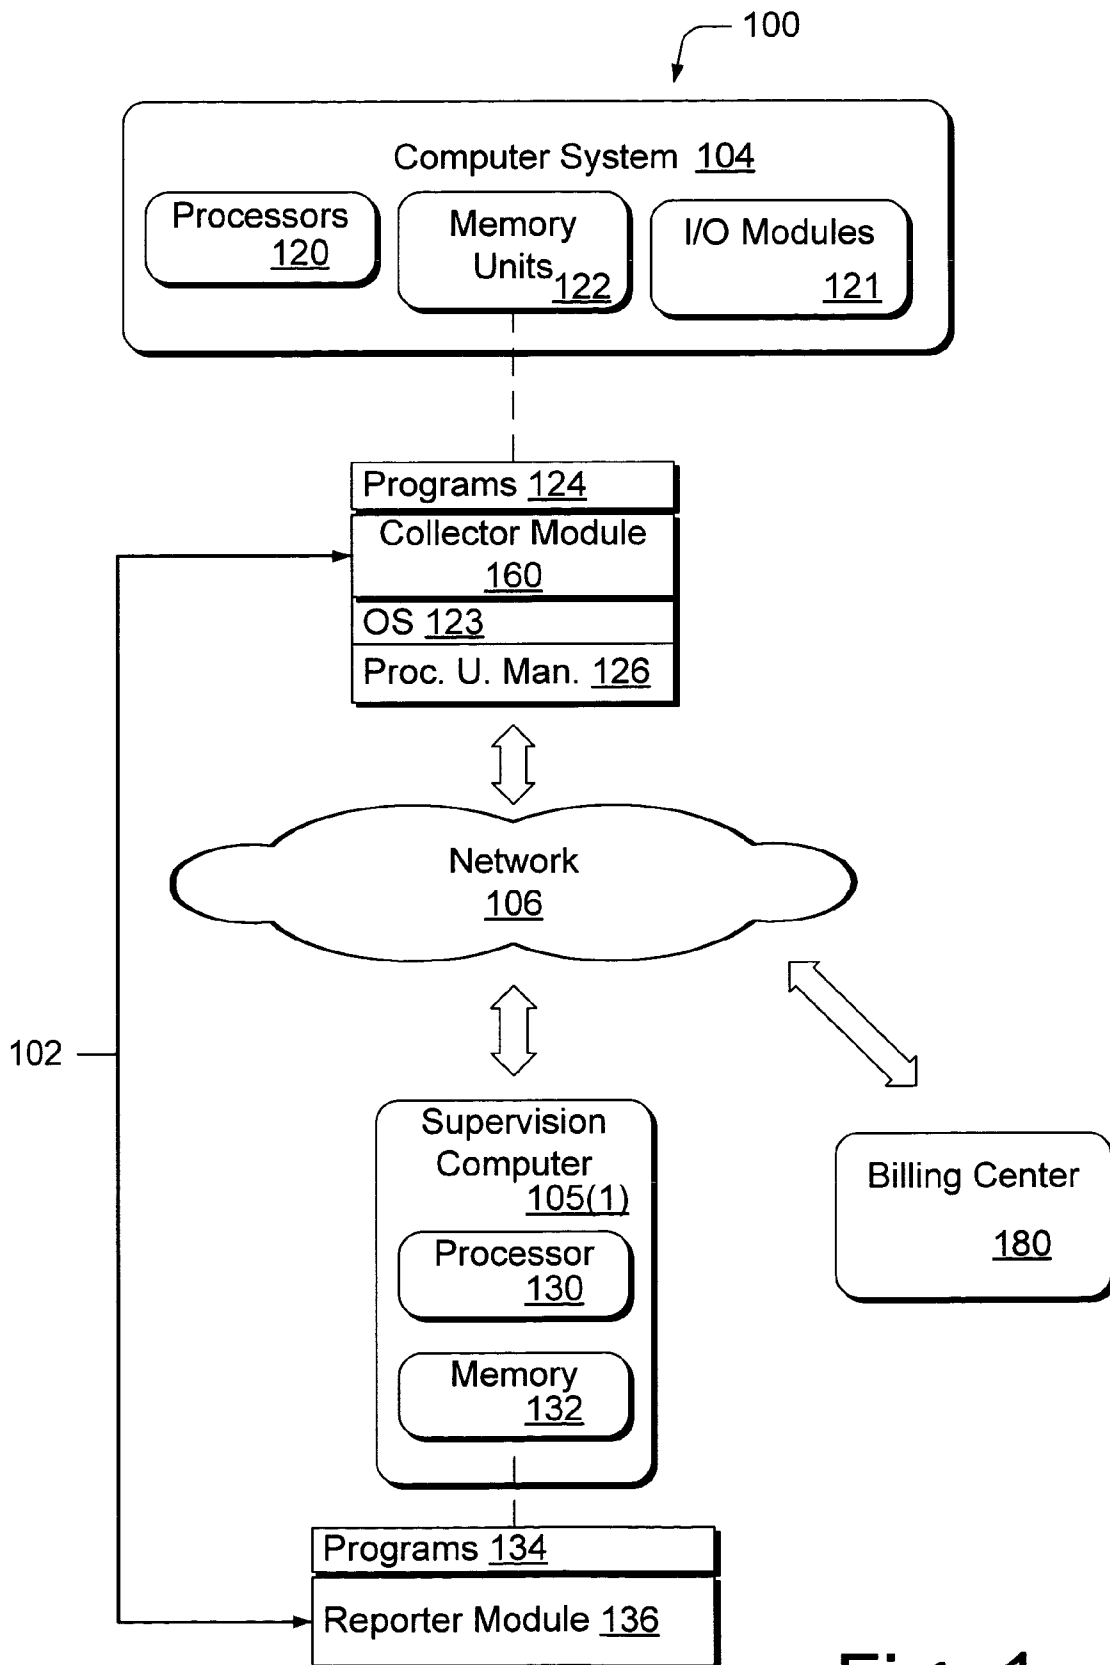 100
Computer System 104
Processors
120
Memory
Units
122
I/O Modules
121
Programs 124
Collector Module
160
OS 123
Proc. U. Man. 126
Network
106
102
Supervision
Computer
105(1)
Processor
130
Memory
132
Billing Center
180
Programs 134
Reporter Module 136
Fig. 1